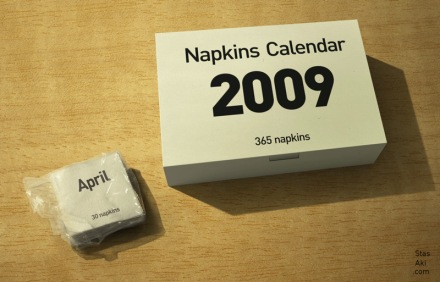 Napkins Calendar
2009
365 napkins
April
30 napkins
Stas
Aki
com